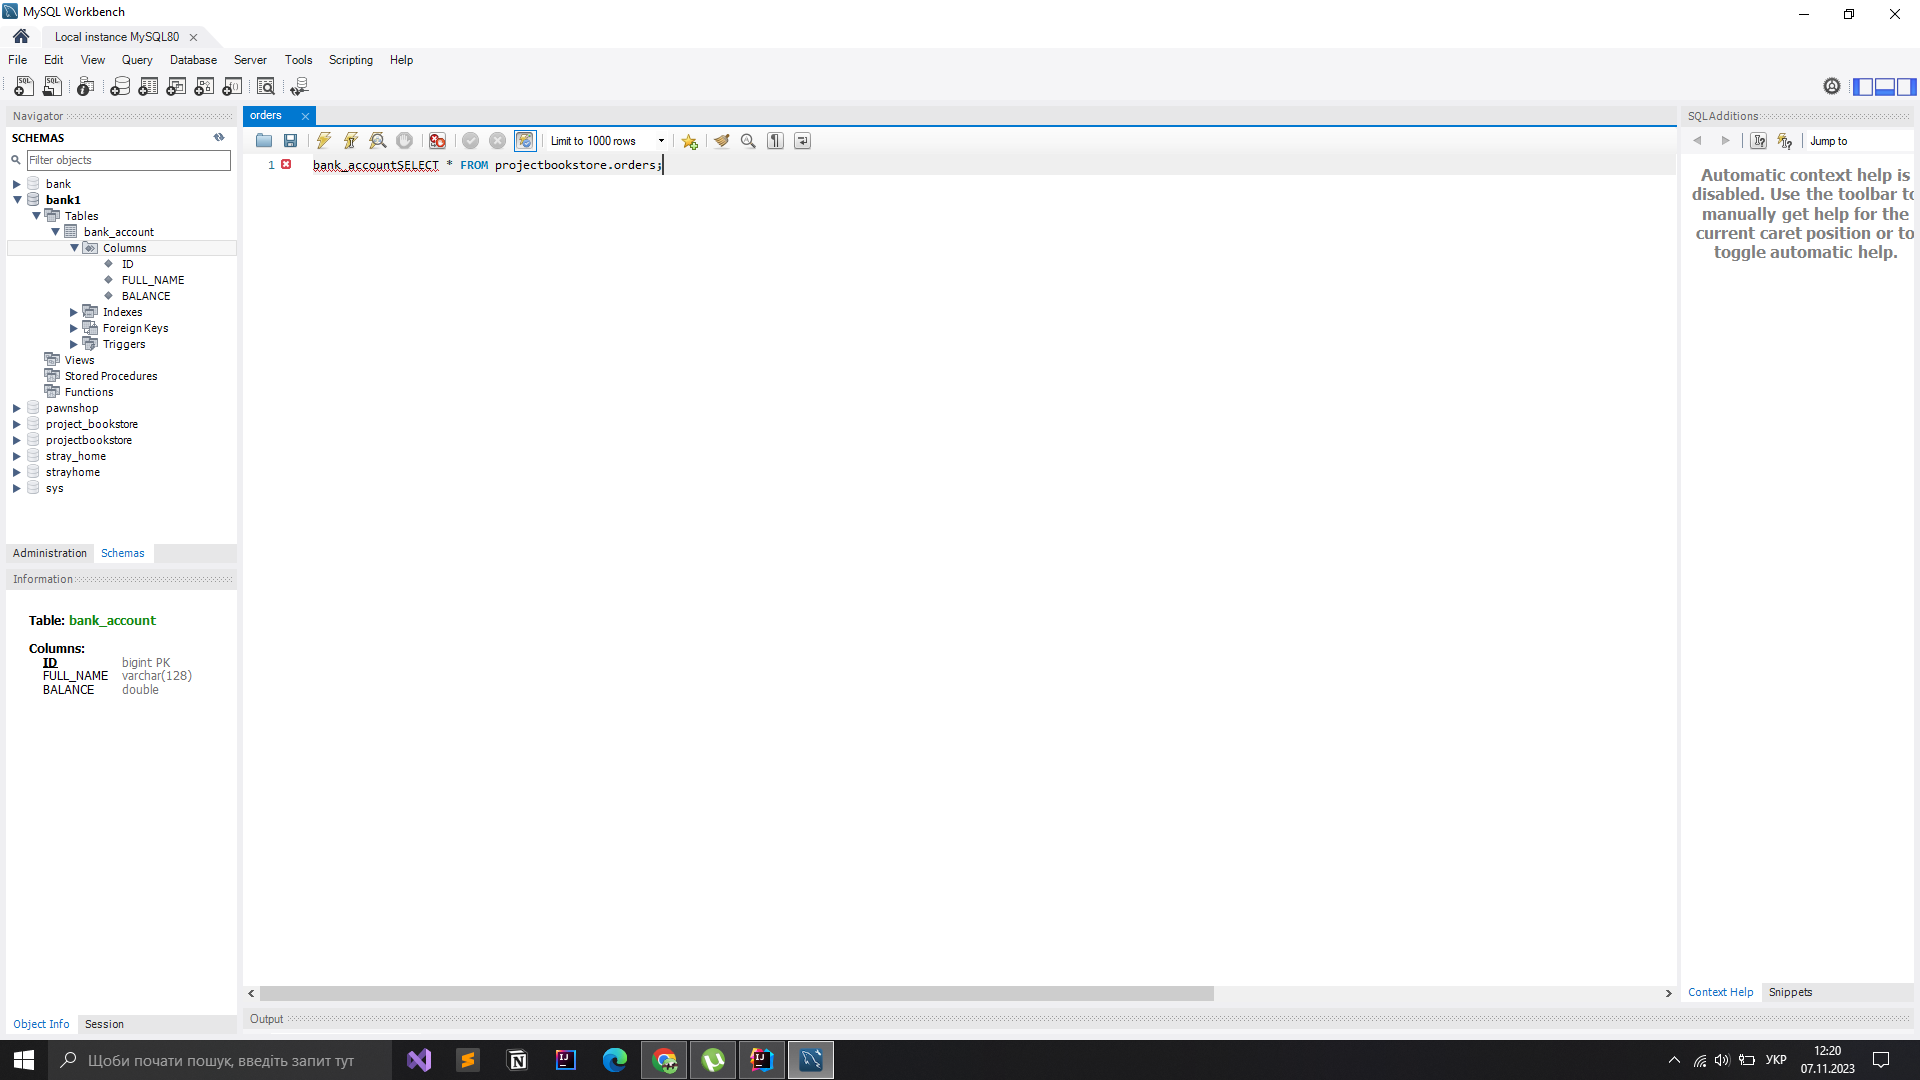 MySQL Workbench
Local instance MySQL80
File Edit View Query Database Server Tools Scripting Help
Navigator
SCHEMAS
Filter objects
bank
bank1
Tables
bank_account
Columns
ID
FULL_NAME
BALANCE
Indexes
Foreign Keys
Triggers
Views
Stored Procedures
Functions
pawnshop
project_bookstore
projectbookstore
stray_home
strayhome
sys
Administration Schemas
Information
Table: bank_account
Columns:
ID bigint PK
FULL_NAME varchar(128)
BALANCE double
Object Info Session
orders
Limit to 1000 rows
1 bank_accountSELECT * FROM projectbookstore.orders;
Output
SQLAdditions
Jump to
Automatic context help is
disabled. Use the toolbar to
manually get help for the
current caret position or to
toggle automatic help.
Context Help Snippets
Щоби почати пошук, введіть запит тут
УКР
12:20
07.11.2023